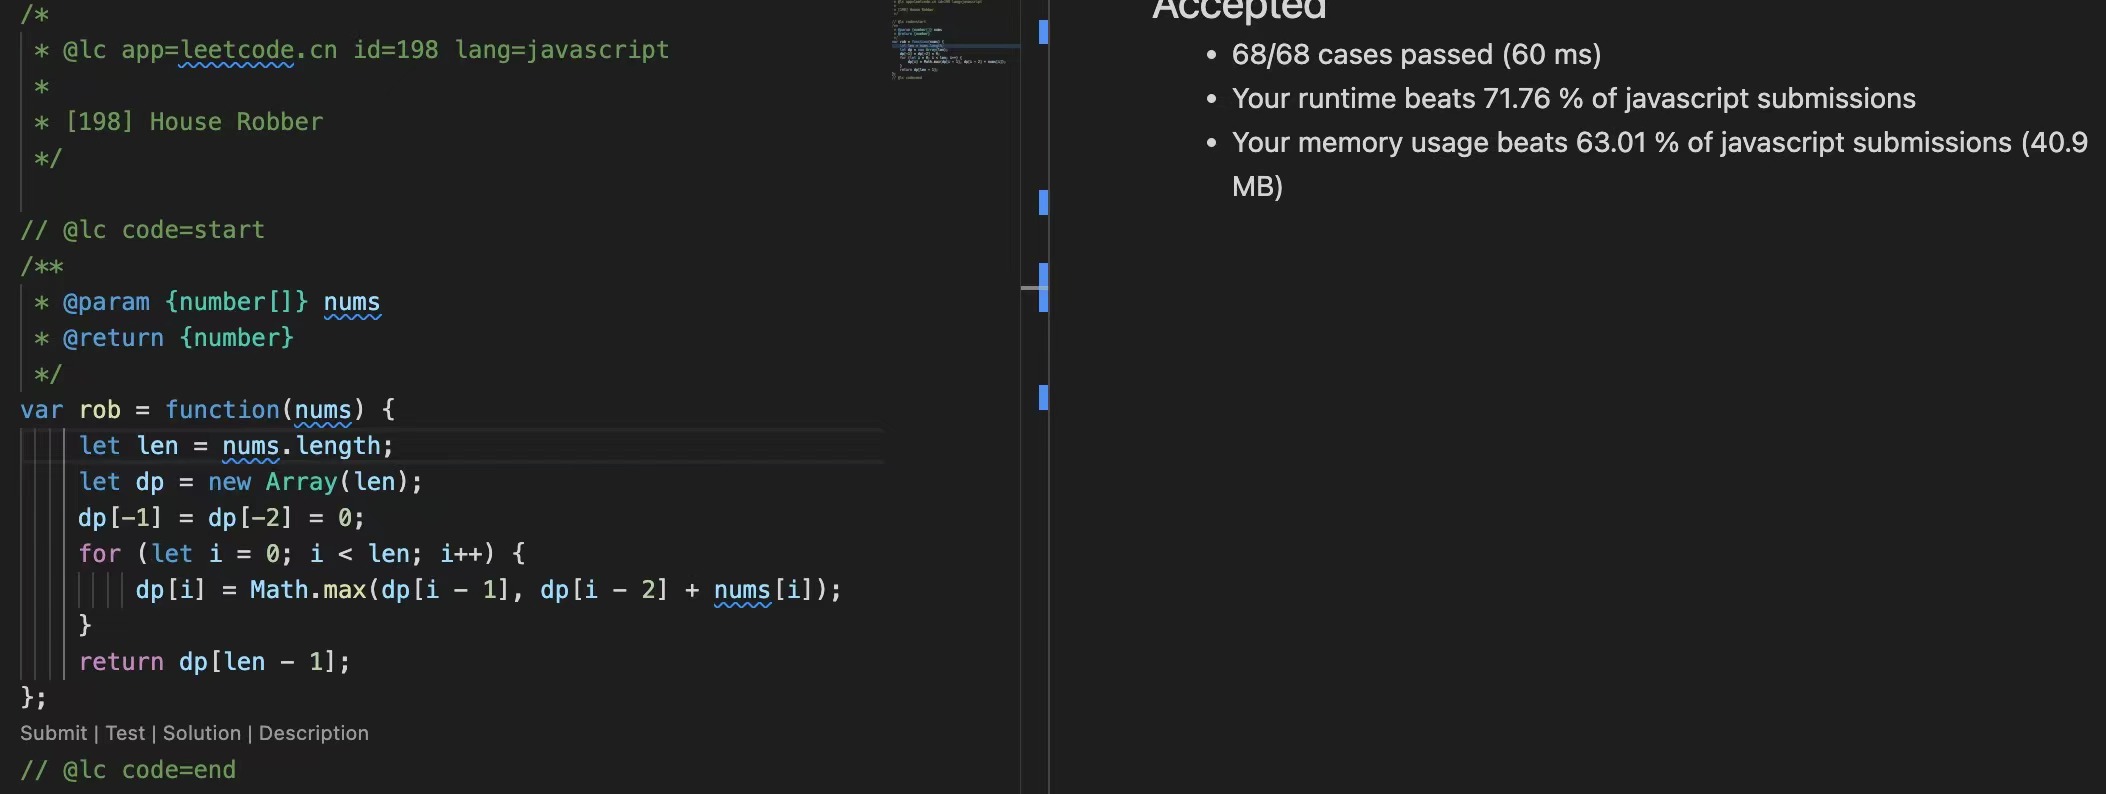 /*
 * @lc app=leetcode.cn id=198 lang=javascript
 *
 * [198] House Robber
 */
// @lc code=start
/**
 * @param {number[]} nums
 * @return {number}
 */
var rob = function(nums) {
    let len = nums.length;
    let dp = new Array(len);
    dp[-1] = dp[-2] = 0;
    for (let i = 0; i < len; i++) {
        dp[i] = Math.max(dp[i - 1], dp[i - 2] + nums[i]);
    }
    return dp[len - 1];
};
Submit | Test | Solution | Description
// @lc code=end
Accepted
• 68/68 cases passed (60 ms)
• Your runtime beats 71.76 % of javascript submissions
• Your memory usage beats 63.01 % of javascript submissions (40.9
MB)